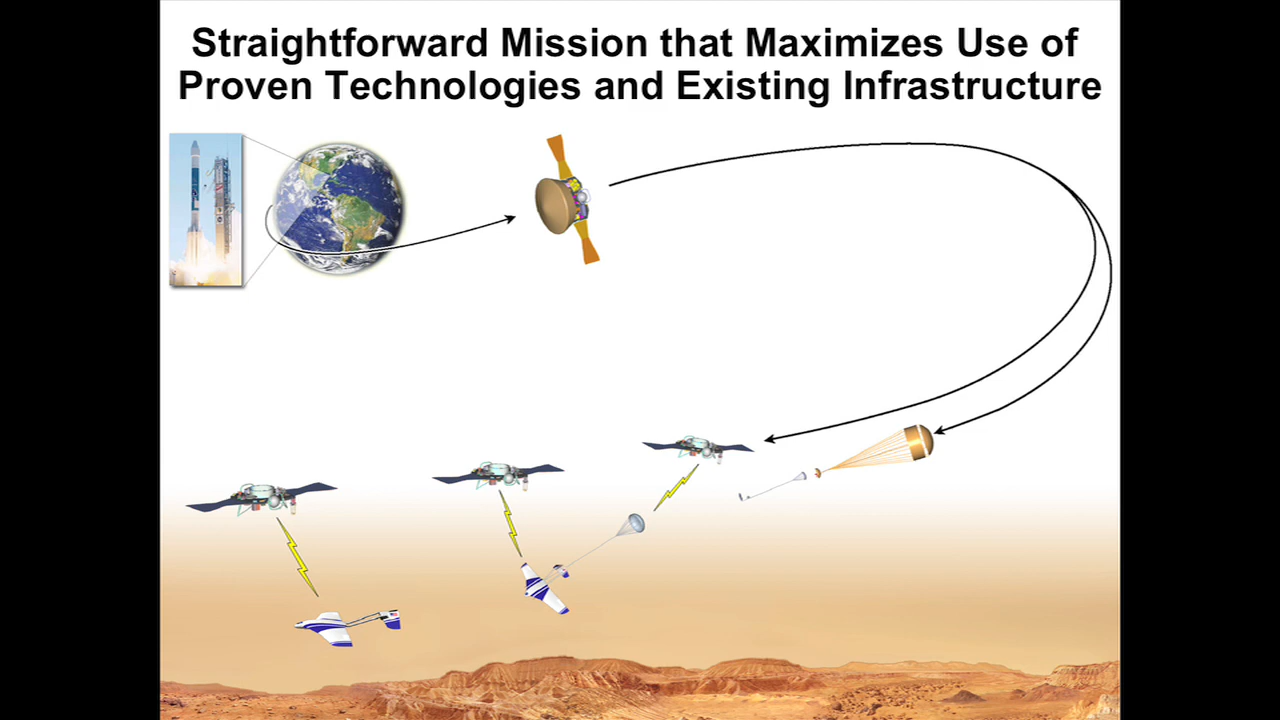 Straightforward Mission that Maximizes Use of
Proven Technologies and Existing Infrastructure